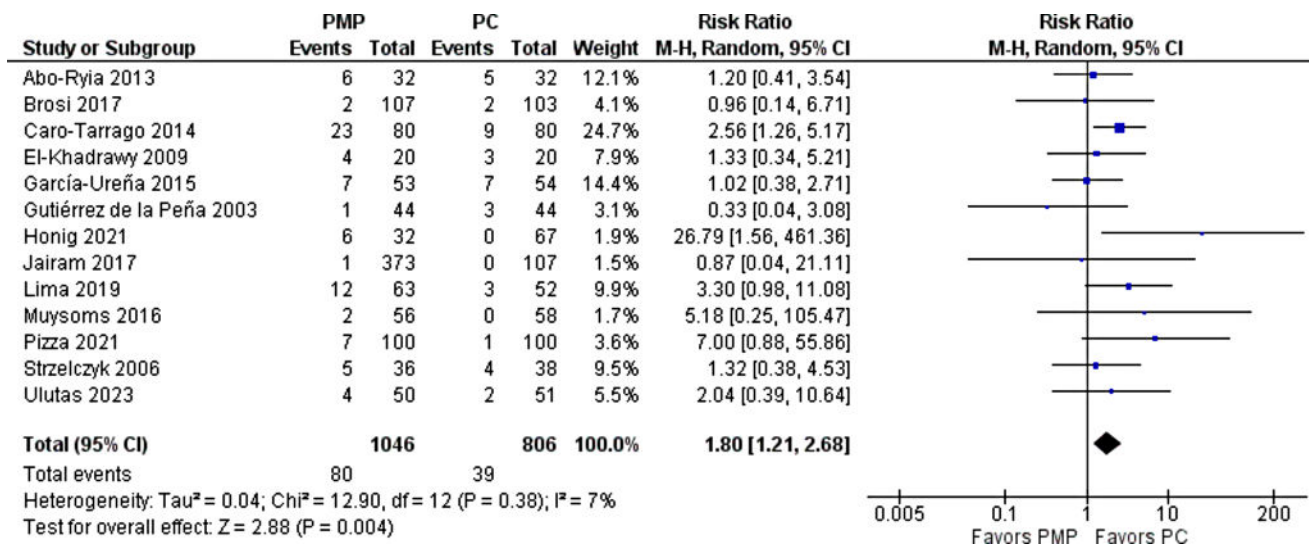 PMP PC Risk Ratio Risk Ratio
Study or Subgroup Events Total Events Total Weight M-H, Random, 95% CI M-H, Random, 95% CI
Abo-Ryia 2013 6 32 5 32 12.1% 1.20 [0.41, 3.54]
Brosi 2017 2 107 2 103 4.1% 0.96 [0.14, 6.71]
Caro-Tarrago 2014 23 80 9 80 24.7% 2.56 [1.26, 5.17]
El-Khadrawy 2009 4 20 3 20 7.9% 1.33 [0.34, 5.21]
García-Ureña 2015 7 53 7 54 14.4% 1.02 [0.38, 2.71]
Gutiérrez de la Peña 2003 1 44 3 44 3.1% 0.33 [0.04, 3.08]
Honig 2021 6 32 0 67 1.9% 26.79 [1.56, 461.36]
Jairam 2017 1 373 0 107 1.5% 0.87 [0.04, 21.11]
Lima 2019 12 63 3 52 9.9% 3.30 [0.98, 11.08]
Muysoms 2016 2 56 0 58 1.7% 5.18 [0.25, 105.47]
Pizza 2021 7 100 1 100 3.6% 7.00 [0.88, 55.86]
Strzelczyk 2006 5 36 4 38 9.5% 1.32 [0.38, 4.53]
Ulutas 2023 4 50 2 51 5.5% 2.04 [0.39, 10.64]
Total (95% CI) 1046 806 100.0% 1.80 [1.21, 2.68]
Total events 80 39
Heterogeneity: Tau² = 0.04; Chi² = 12.90, df = 12 (P = 0.38); I² = 7%
Test for overall effect: Z = 2.88 (P = 0.004)
0.005 0.1 1 10 200
Favors PMP Favors PC